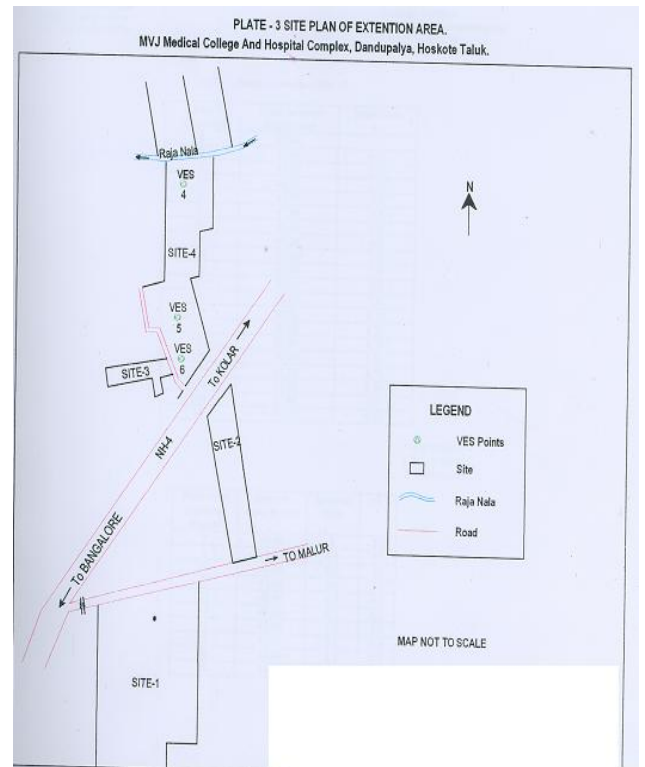 PLATE - 3 SITE PLAN OF EXTENTION AREA.
MVJ Medical College And Hospital Complex, Dandupalya, Hoskote Taluk.
Raja Nala
VES
4
N
SITE-4
VES
5
VES
6
SITE-3
To KOLAR
NH-4
SITE-2
LEGEND
VES Points
Site
Raja Nala
Road
To BANGALORE
TO MALUR
MAP NOT TO SCALE
SITE-1